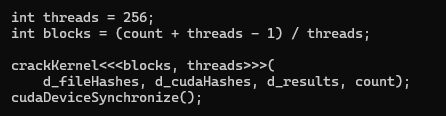 int threads = 256;
int blocks = (count + threads - 1) / threads;

crackKernel<<<blocks, threads>>>(
    d_fileHashes, d_cudaHashes, d_results, count);
cudaDeviceSynchronize();